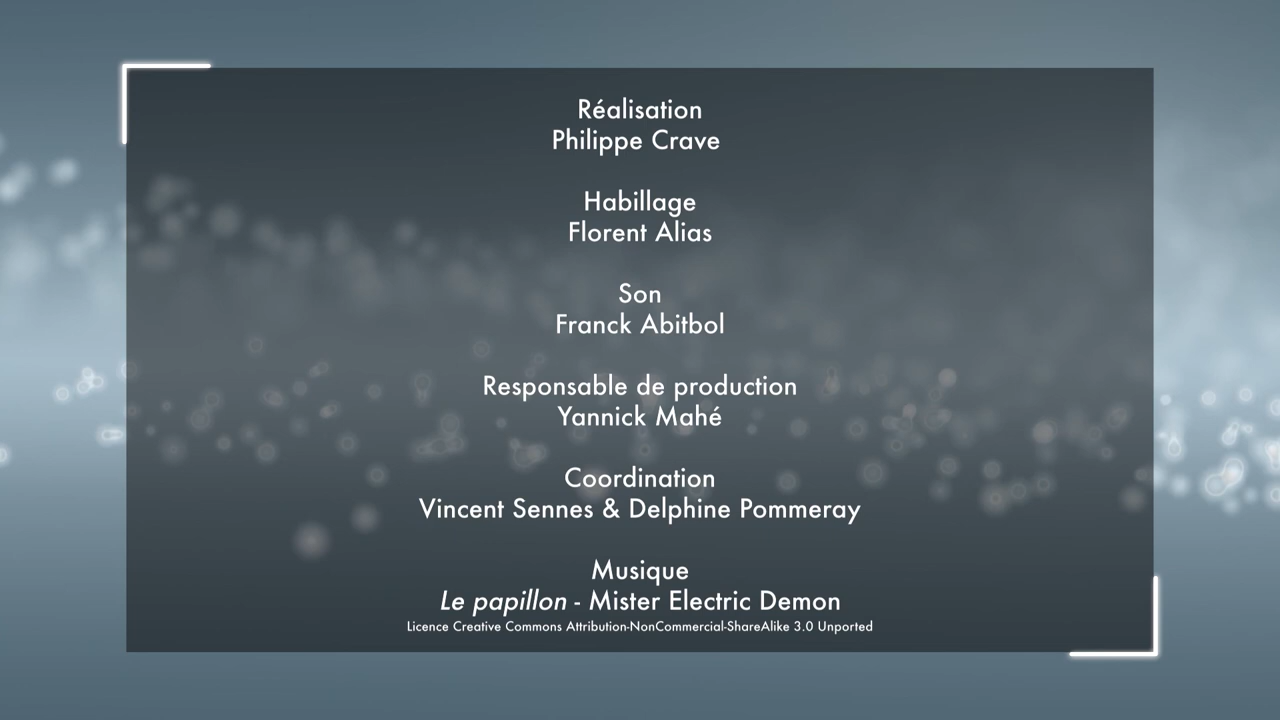 Réalisation
Philippe Crave
Habillage
Florent Alias
Son
Franck Abitbol
Responsable de production
Yannick Mahé
Coordination
Vincent Sennes & Delphine Pommeray
Musique
Le papillon - Mister Electric Demon
Licence Creative Commons Attribution-NonCommercial-ShareAlike 3.0 Unported